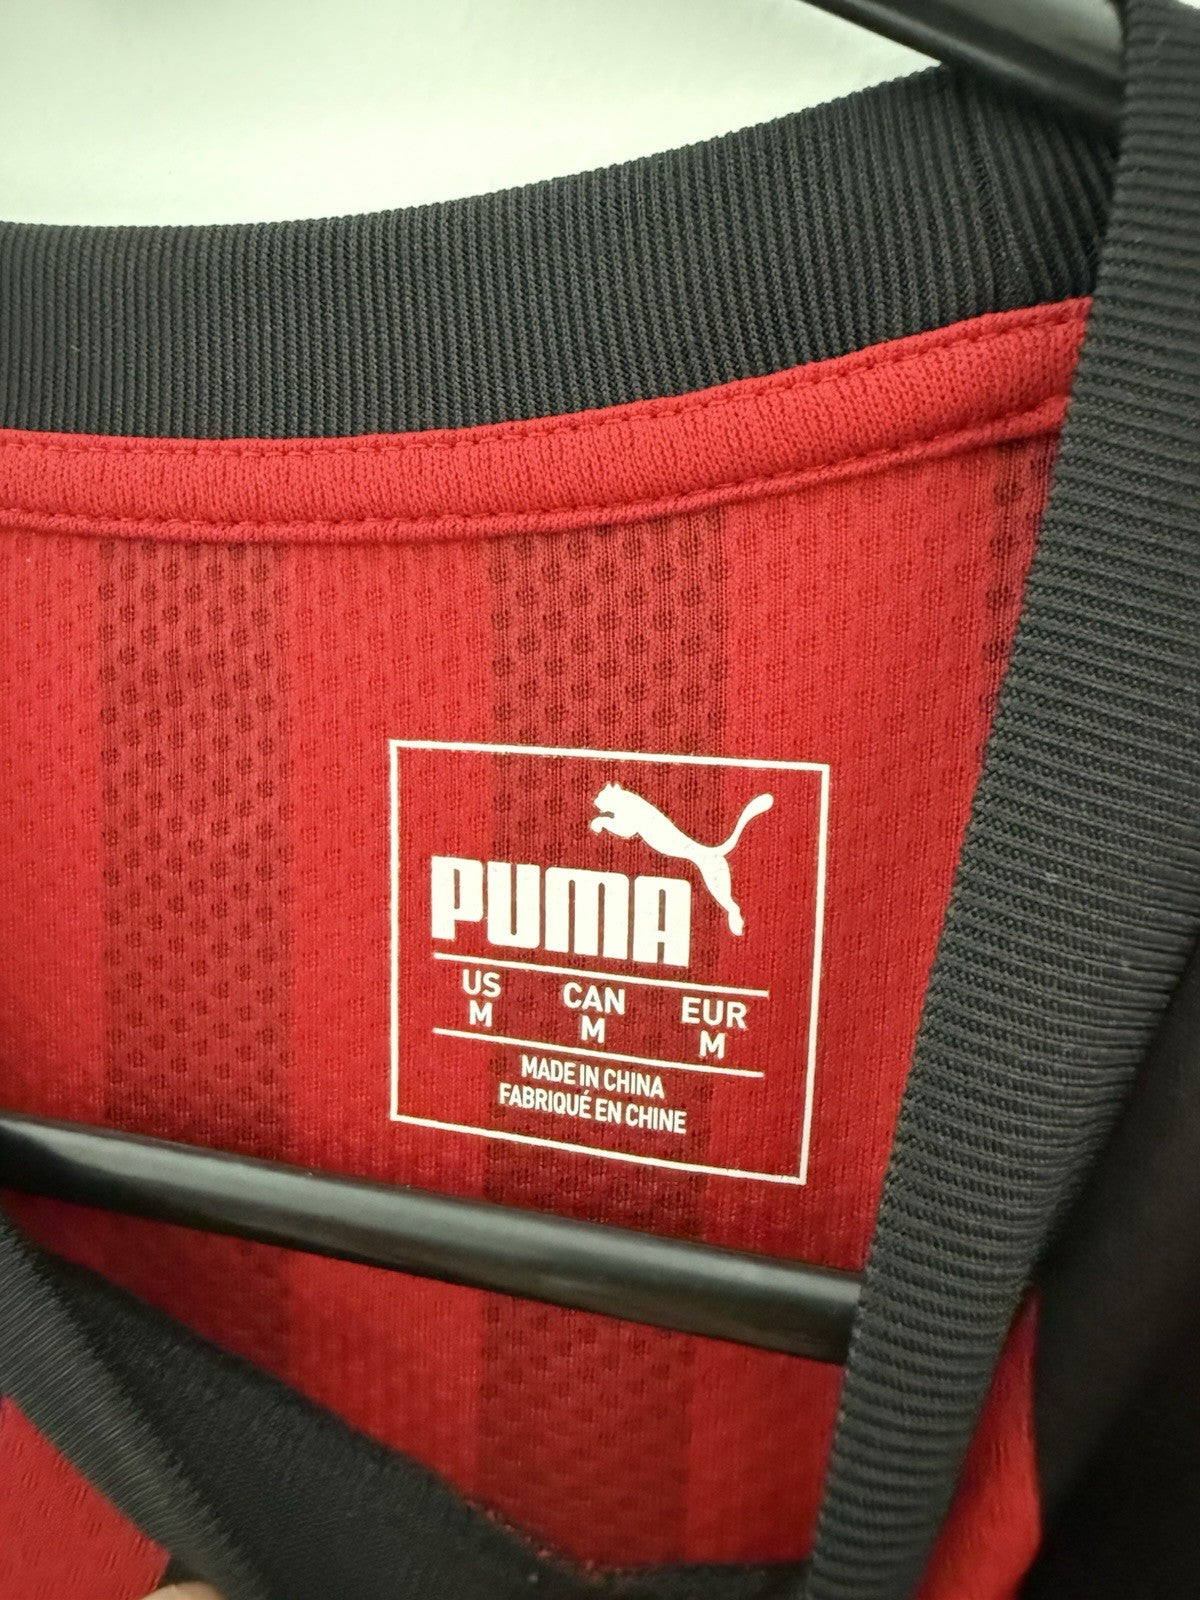 PUMA
US CAN EUR
M M M
MADE IN CHINA
FABRIQUÉ EN CHINE